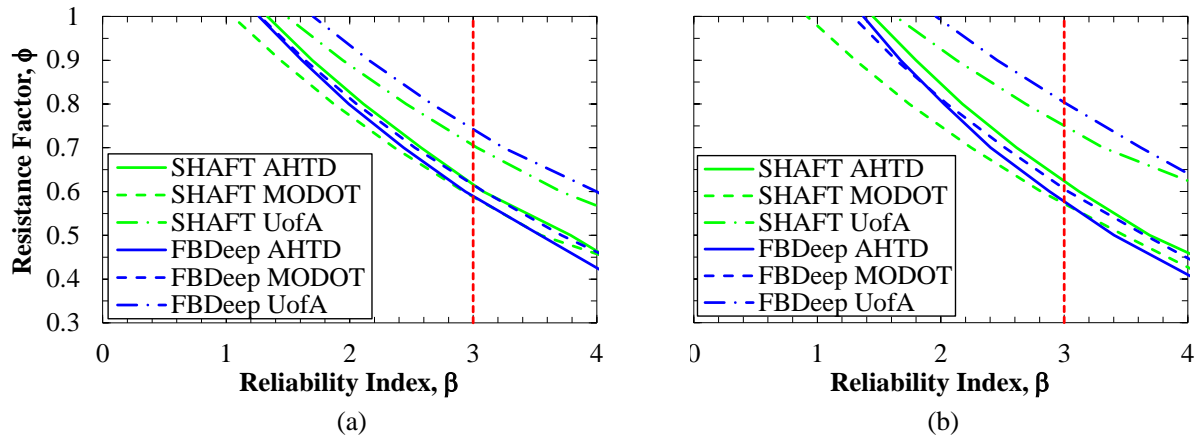 Resistance Factor, ϕ
1
0.9
0.8
0.7
0.6
0.5
0.4
0.3
SHAFT AHTD
SHAFT MODOT
SHAFT UofA
FBDeep AHTD
FBDeep MODOT
FBDeep UofA
0 1 2 3 4
Reliability Index, β
(a)
SHAFT AHTD
SHAFT MODOT
SHAFT UofA
FBDeep AHTD
FBDeep MODOT
FBDeep UofA
0 1 2 3 4
Reliability Index, β
(b)